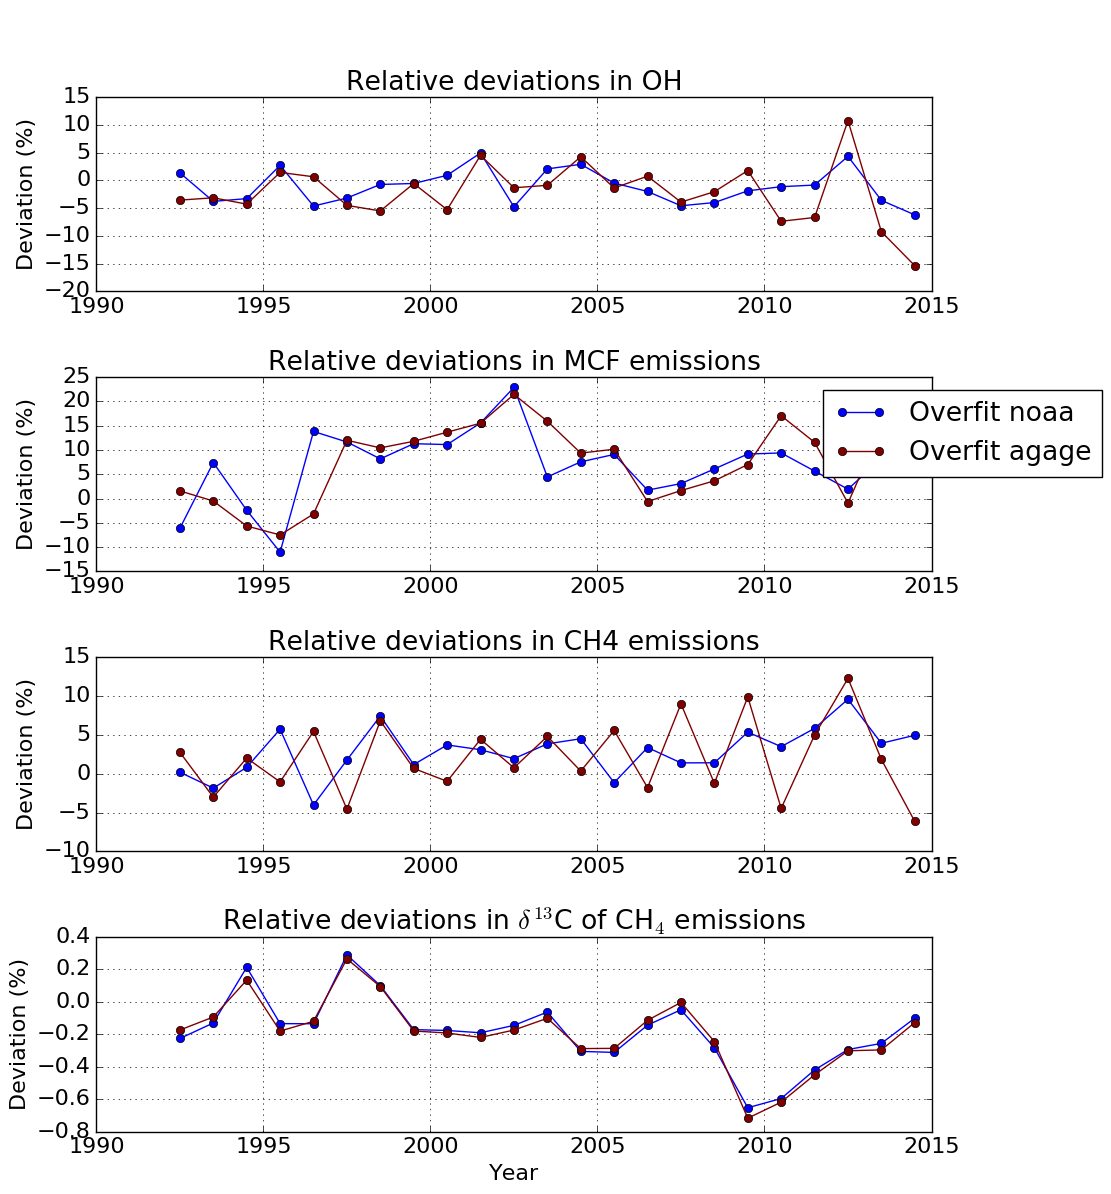 Relative deviations in OH
Deviation (%)
15
10
5
0
−5
−10
−15
−20
1990 1995 2000 2005 2010 2015
Relative deviations in MCF emissions
Deviation (%)
25
20
15
10
5
0
−5
−10
−15
1990 1995 2000 2005 2010 2015
Overfit noaa
Overfit agage
Relative deviations in CH4 emissions
Deviation (%)
15
10
5
0
−5
−10
1990 1995 2000 2005 2010 2015
Relative deviations in δ¹³C of CH₄ emissions
Deviation (%)
0.4
0.2
0.0
−0.2
−0.4
−0.6
−0.8
1990 1995 2000 2005 2010 2015
Year